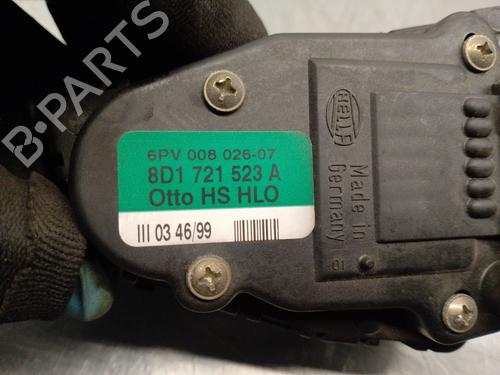 B-PARTS
6PV 008 026-07
8D1 721 523 A
Otto HS HLO
III 03 46/99
HELLA
Made in
Germany